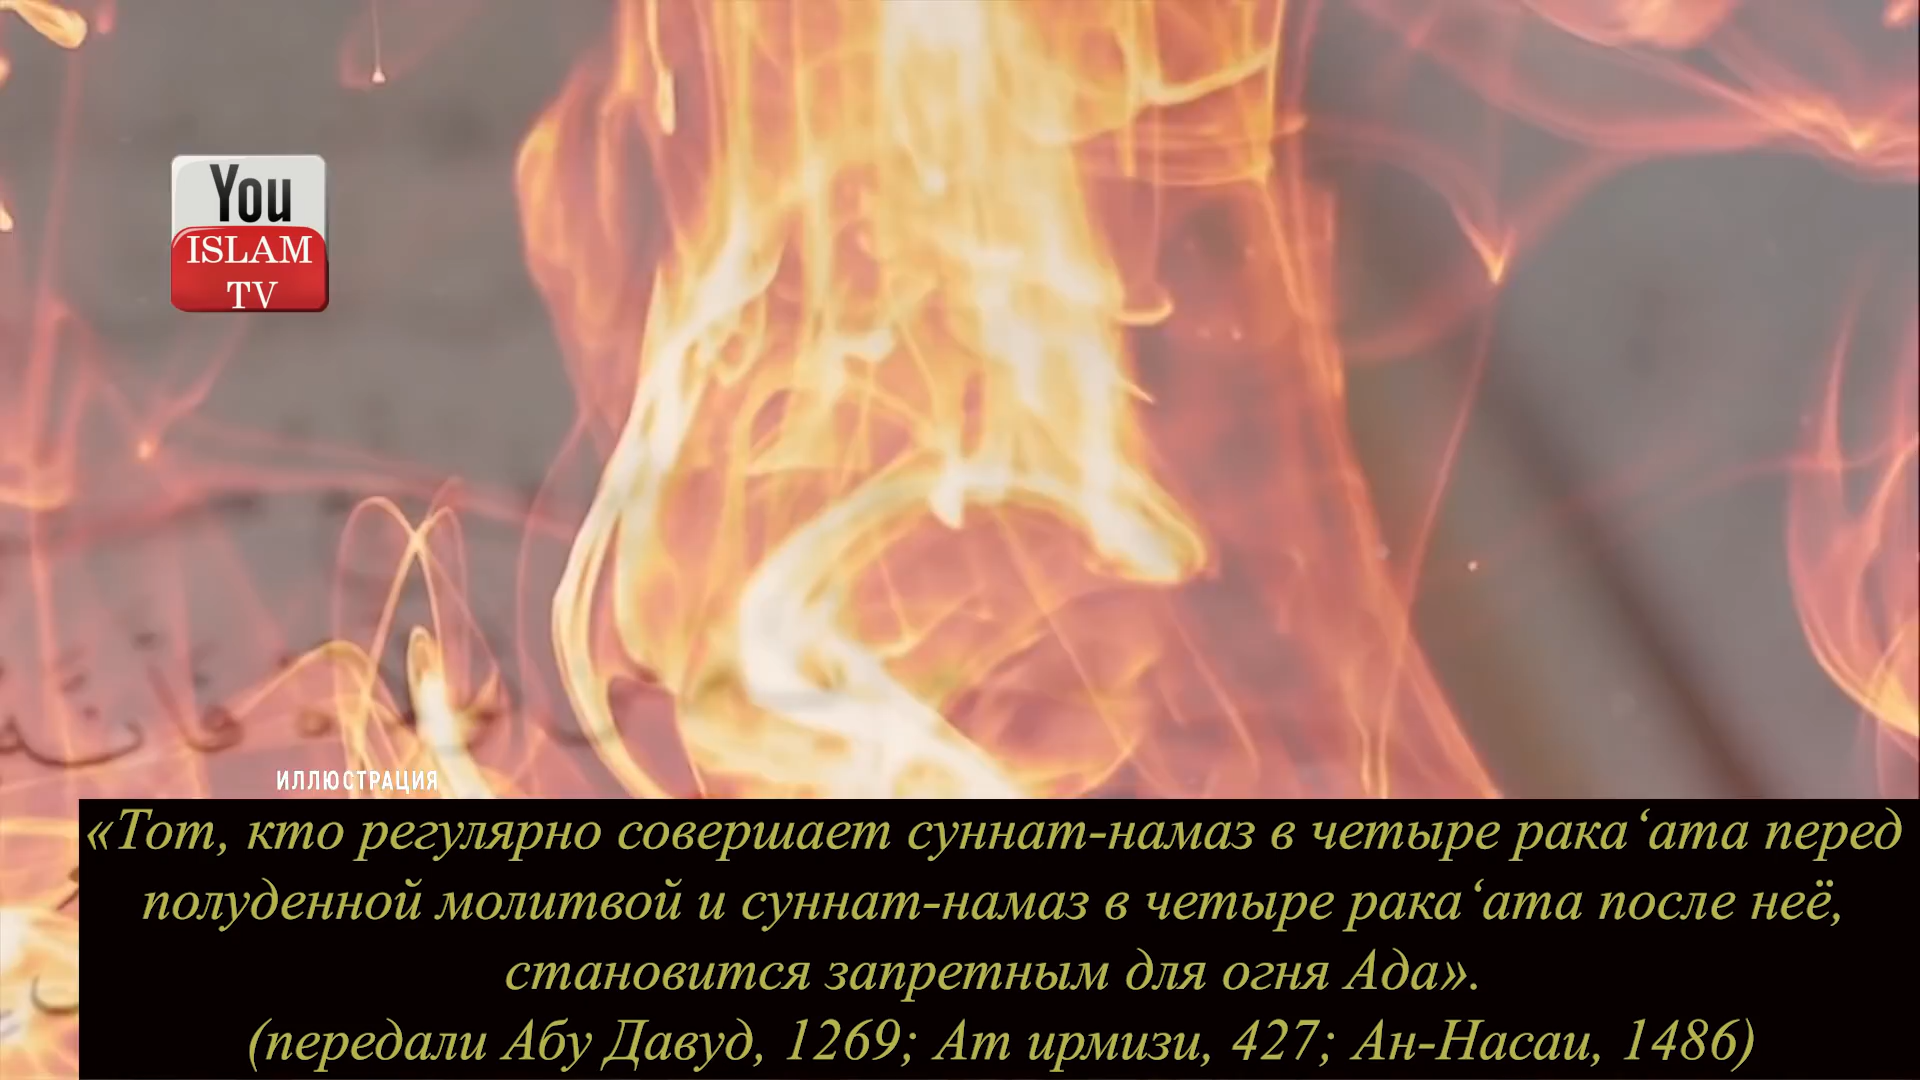 You
ISLAM
TV
ИЛЛЮСТРАЦИЯ
«Тот, кто регулярно совершает суннат-намаз в четыре рака‘ата перед
полуденной молитвой и суннат-намаз в четыре рака‘ата после неё,
становится запретным для огня Ада».
(передали Абу Давуд, 1269; Ат ирмизи, 427; Ан-Насаи, 1486)